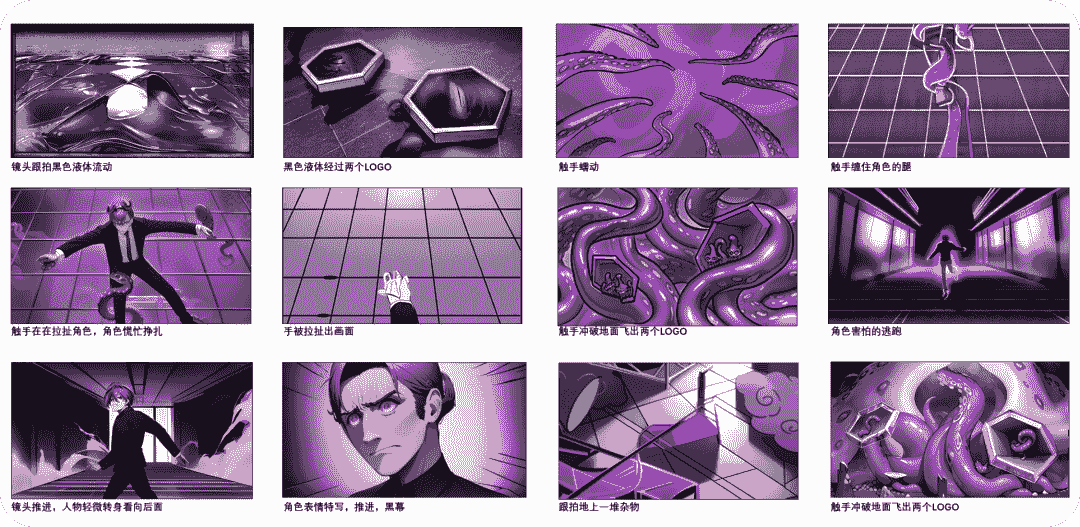 镜头跟拍黑色液体流动
黑色液体经过两个LOGO
触手蠕动
触手缠住角色的腿
触手在在拉扯角色，角色慌忙挣扎
手被拉扯出画面
触手冲破地面飞出两个LOGO
角色害怕的逃跑
镜头推进，人物轻微转身看向后面
角色表情特写，推进，黑幕
跟拍地上一堆杂物
触手冲破地面飞出两个LOGO